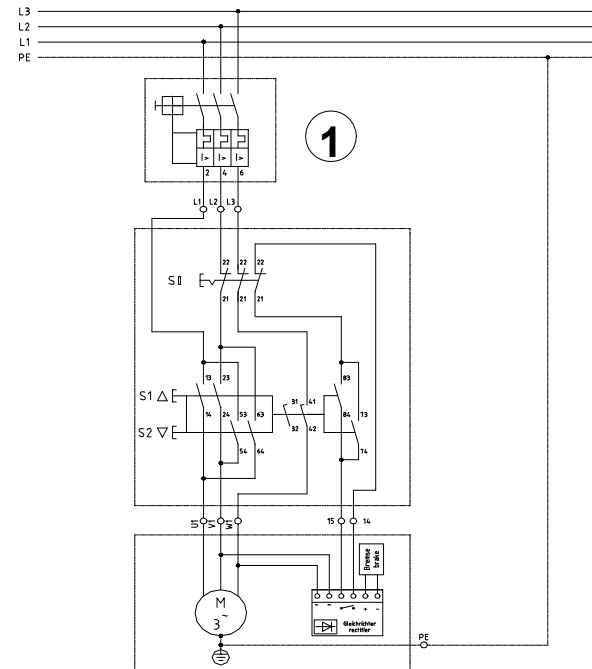 L3
L2
L1
PE
1
I> I> I>
2 4 6
L1 L2 L3
22 22 22
S0
21 21 21
13 23 83
S1 31 41
14 24 53 63 84 73
S2 32 42
54 64 74
U1 V1 W1 15 14
Bremse
brake
~ ~ + -
M
3~
Gleichrichter
rectifier
PE